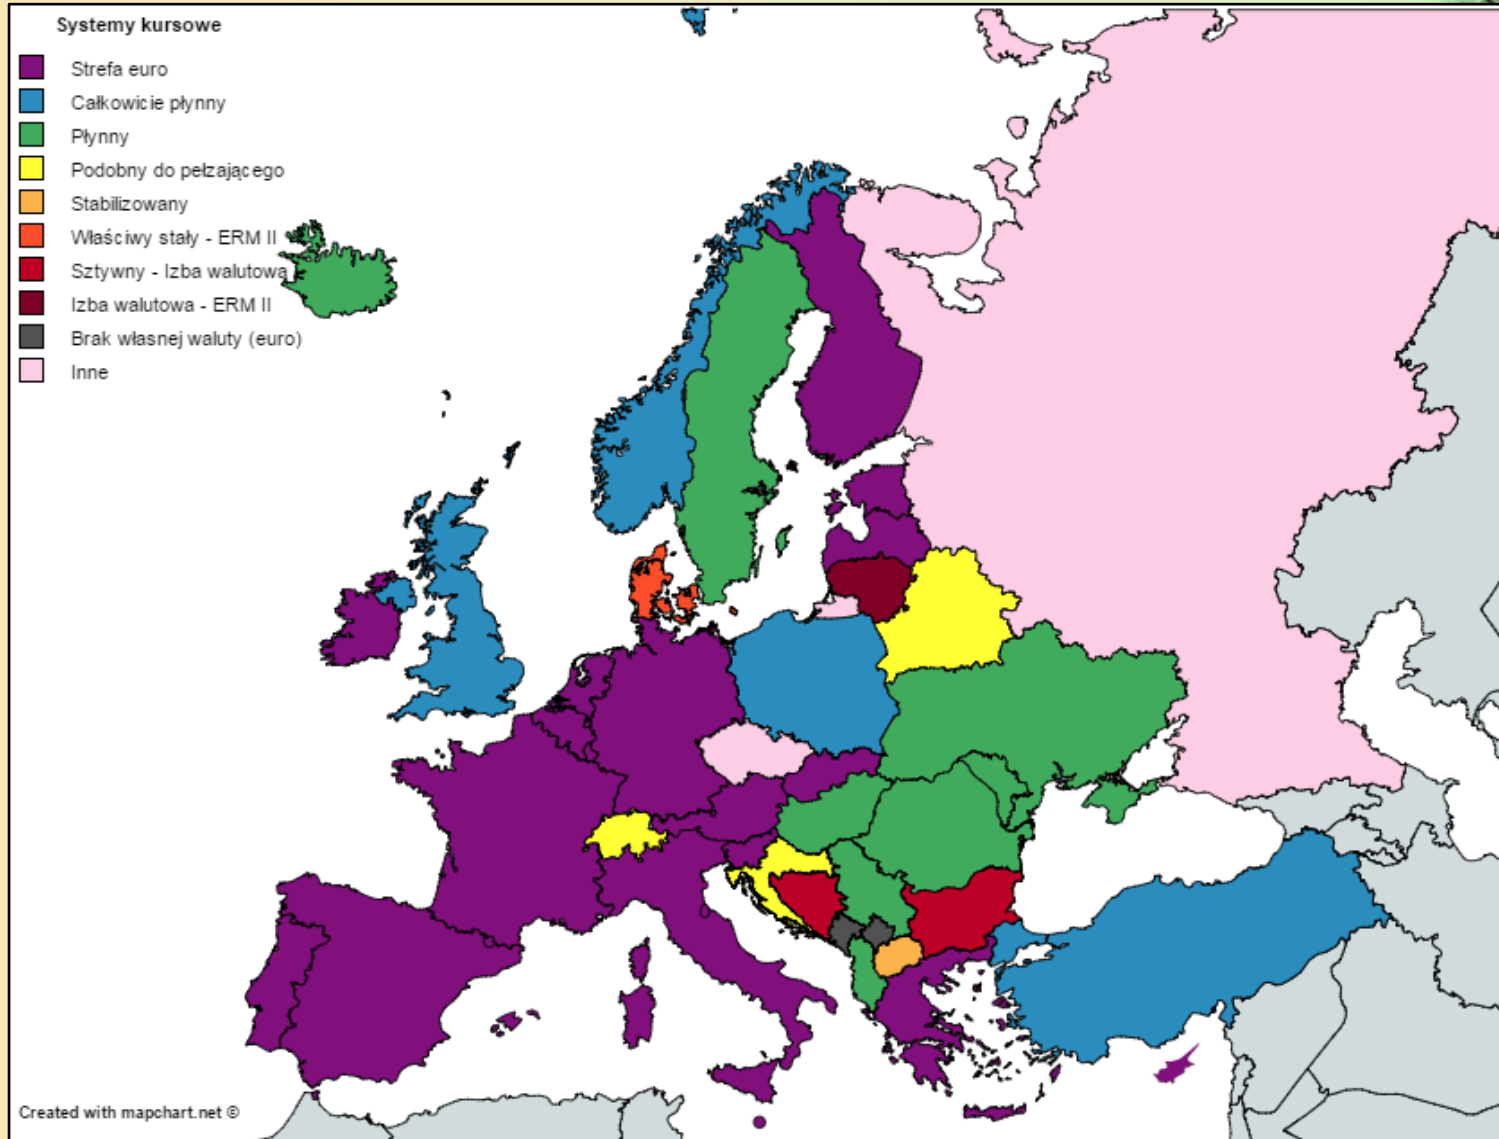 Systemy kursowe
Strefa euro
Całkowicie płynny
Płynny
Podobny do pełzającego
Stabilizowany
Właściwy stały - ERM II
Sztywny - Izba walutowa
Izba walutowa - ERM II
Brak własnej waluty (euro)
Inne
Created with mapchart.net ©